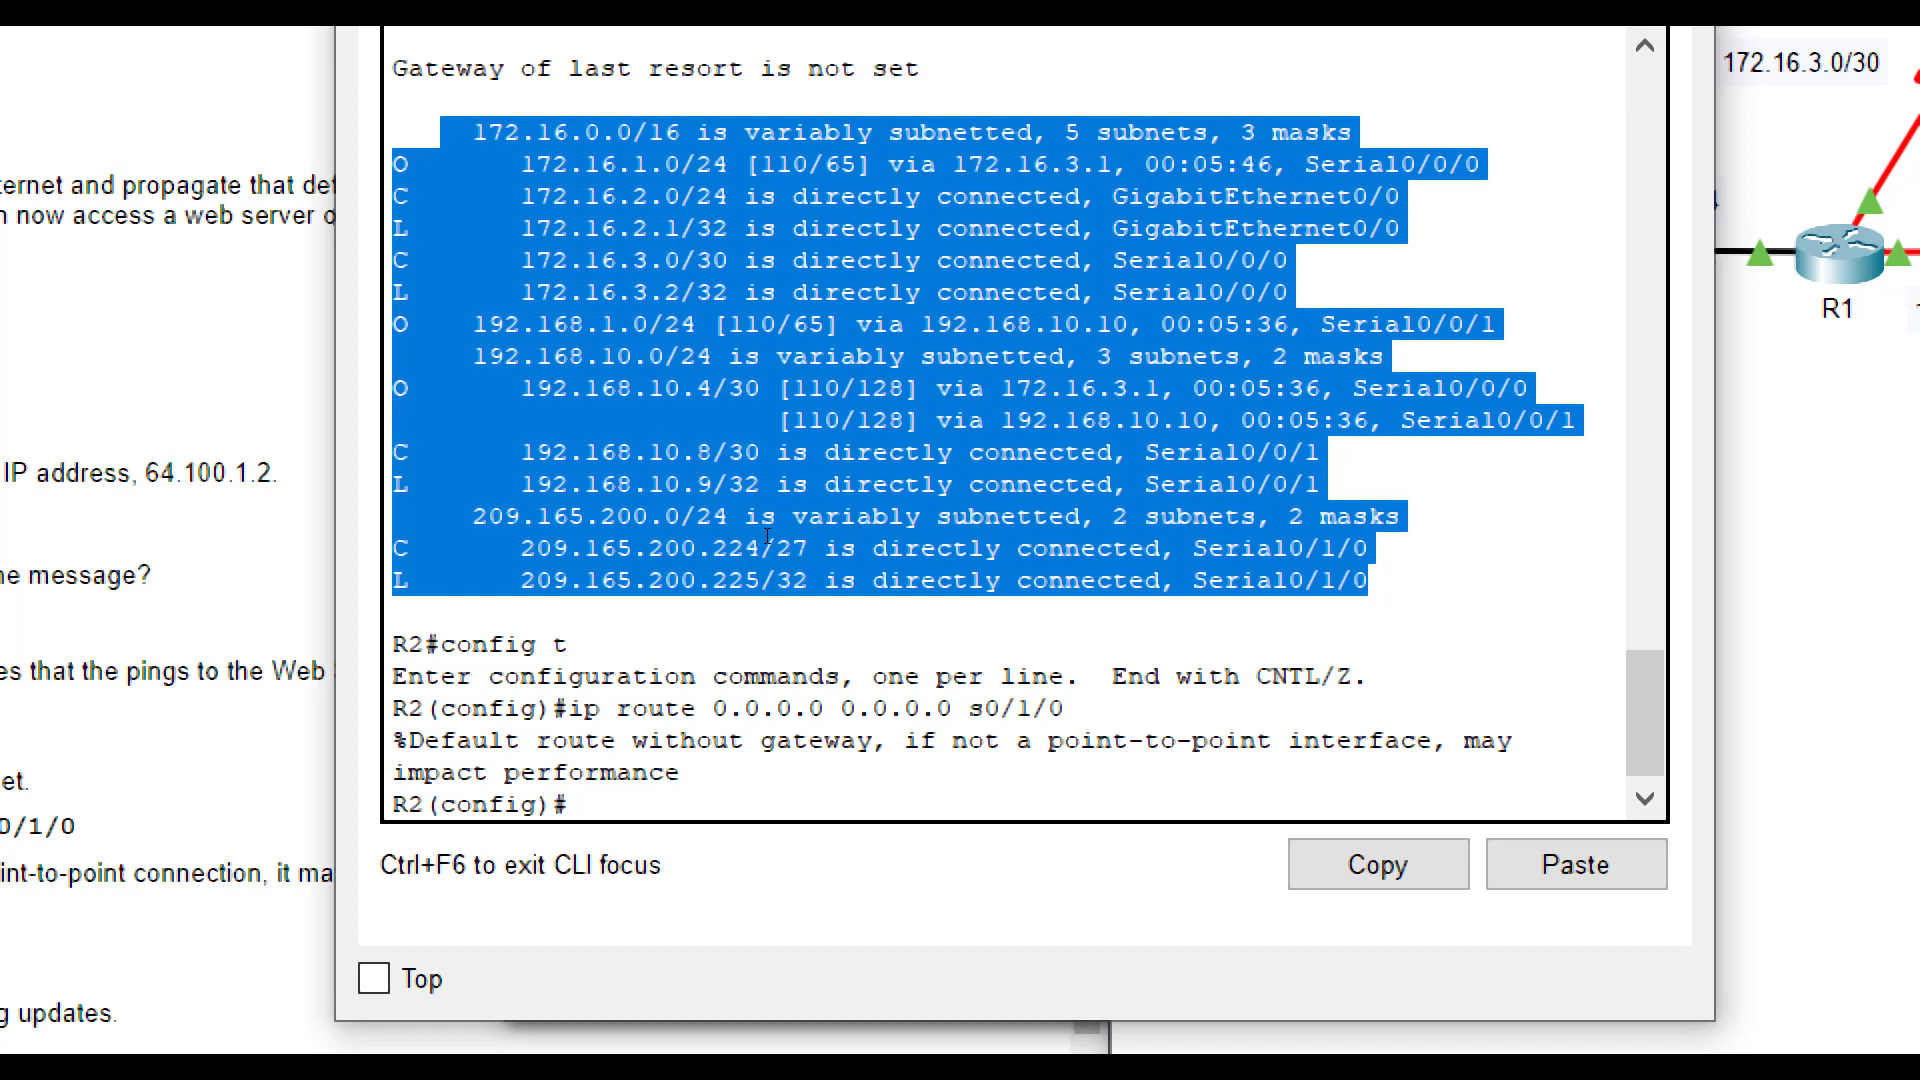 Gateway of last resort is not set
172.16.0.0/16 is variably subnetted, 5 subnets, 3 masks
O 172.16.1.0/24 [110/65] via 172.16.3.1, 00:05:46, Serial0/0/0
C 172.16.2.0/24 is directly connected, GigabitEthernet0/0
L 172.16.2.1/32 is directly connected, GigabitEthernet0/0
C 172.16.3.0/30 is directly connected, Serial0/0/0
L 172.16.3.2/32 is directly connected, Serial0/0/0
O 192.168.1.0/24 [110/65] via 192.168.10.10, 00:05:36, Serial0/0/1
192.168.10.0/24 is variably subnetted, 3 subnets, 2 masks
O 192.168.10.4/30 [110/128] via 172.16.3.1, 00:05:36, Serial0/0/0
[110/128] via 192.168.10.10, 00:05:36, Serial0/0/1
C 192.168.10.8/30 is directly connected, Serial0/0/1
L 192.168.10.9/32 is directly connected, Serial0/0/1
209.165.200.0/24 is variably subnetted, 2 subnets, 2 masks
C 209.165.200.224/27 is directly connected, Serial0/1/0
L 209.165.200.225/32 is directly connected, Serial0/1/0
R2#config t
Enter configuration commands, one per line. End with CNTL/Z.
R2(config)#ip route 0.0.0.0 0.0.0.0 s0/1/0
%Default route without gateway, if not a point-to-point interface, may
impact performance
R2(config)#
Ctrl+F6 to exit CLI focus
Copy
Paste
Top
ternet and propagate that def
n now access a web server o
IP address, 64.100.1.2.
ne message?
es that the pings to the Web
et.
0/1/0
int-to-point connection, it ma
g updates.
172.16.3.0/30
R1